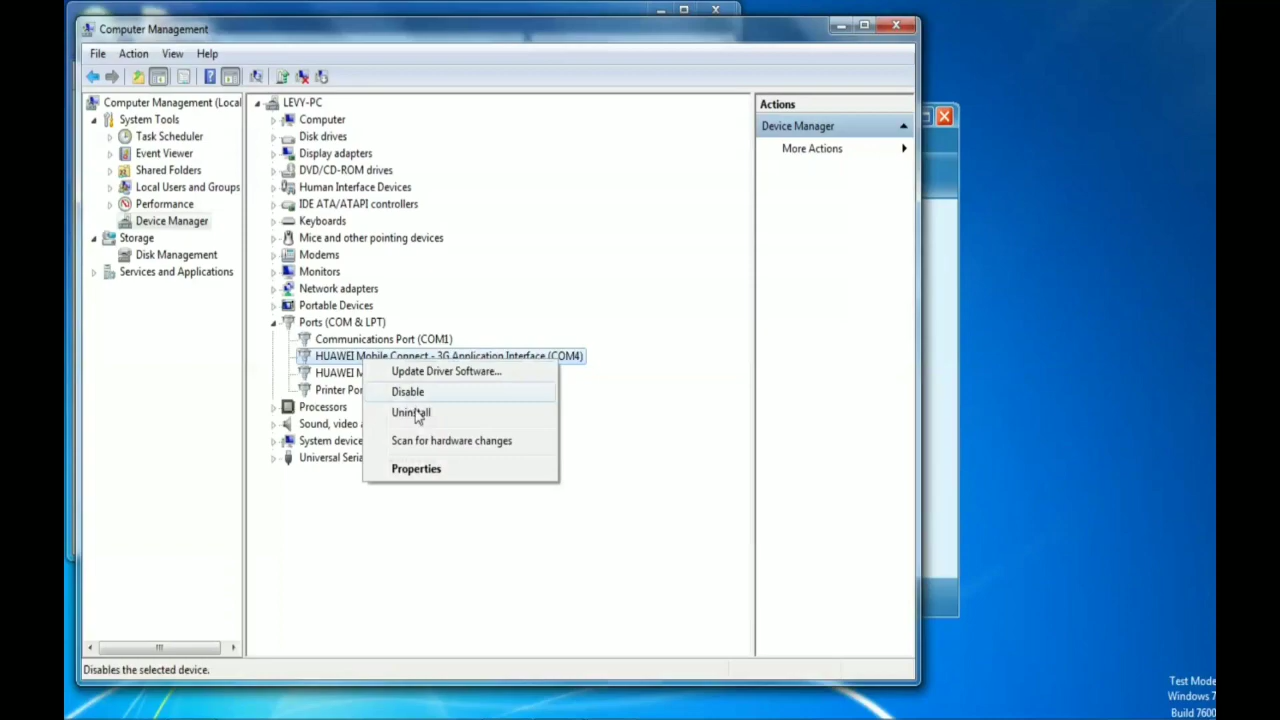 Computer Management
File Action View Help
Computer Management (Local
System Tools
Task Scheduler
Event Viewer
Shared Folders
Local Users and Groups
Performance
Device Manager
Storage
Disk Management
Services and Applications
LEVY-PC
Computer
Disk drives
Display adapters
DVD/CD-ROM drives
Human Interface Devices
IDE ATA/ATAPI controllers
Keyboards
Mice and other pointing devices
Modems
Monitors
Network adapters
Portable Devices
Ports (COM & LPT)
Communications Port (COM1)
HUAWEI Mobile Connect - 3G Application Interface (COM4)
HUAWEI M
Printer Por
Processors
Sound, video
System device
Universal Seria
Update Driver Software...
Disable
Uninstall
Scan for hardware changes
Properties
Actions
Device Manager
More Actions
Disables the selected device.
Test Mode
Windows 7
Build 7600